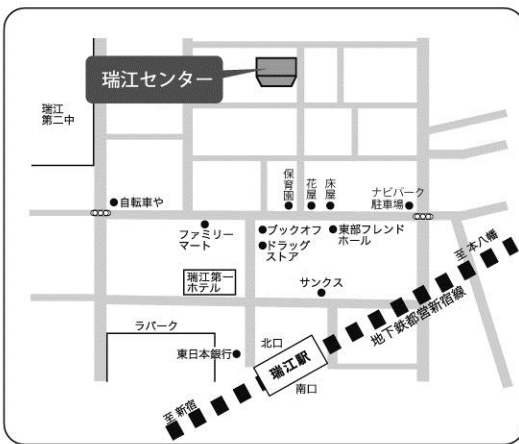 瑞江センター
瑞江
第二中
保育園
花屋
床屋
ナビパーク
駐車場
自転車や
ファミリー
マート
ブックオフ
ドラッグ
ストア
東部フレンド
ホール
至 本八幡
瑞江第一
ホテル
サンクス
地下鉄都営新宿線
ラパーク
北口
東日本銀行
瑞江駅
南口
至 新宿